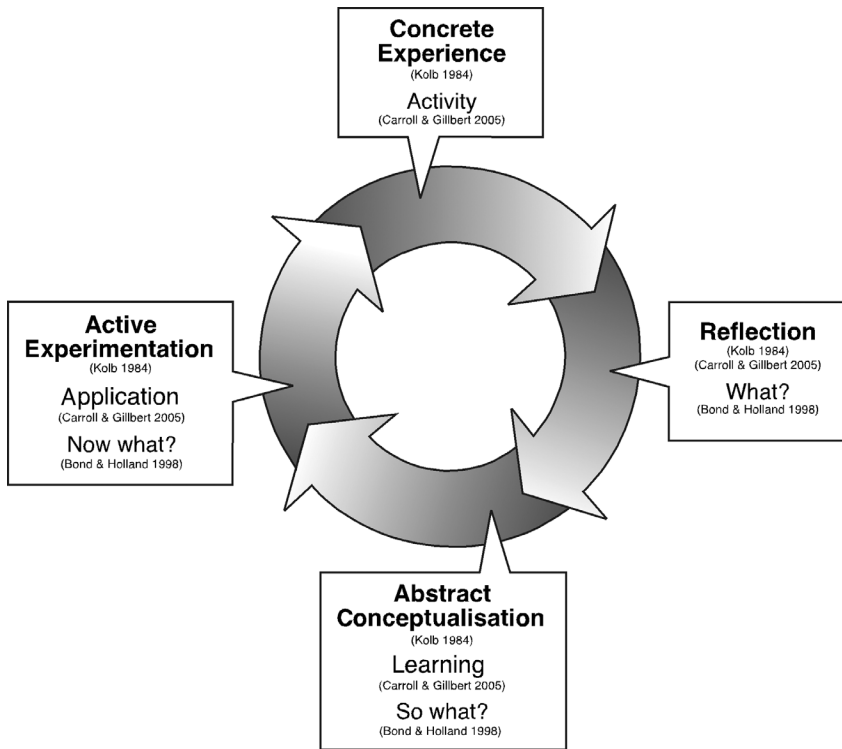 Concrete
Experience
(Kolb 1984)
Activity
(Carroll & Gillbert 2005)
Reflection
(Kolb 1984)
(Carroll & Gillbert 2005)
What?
(Bond & Holland 1998)
Abstract
Conceptualisation
(Kolb 1984)
Learning
(Carroll & Gillbert 2005)
So what?
(Bond & Holland 1998)
Active
Experimentation
(Kolb 1984)
Application
(Carroll & Gillbert 2005)
Now what?
(Bond & Holland 1998)